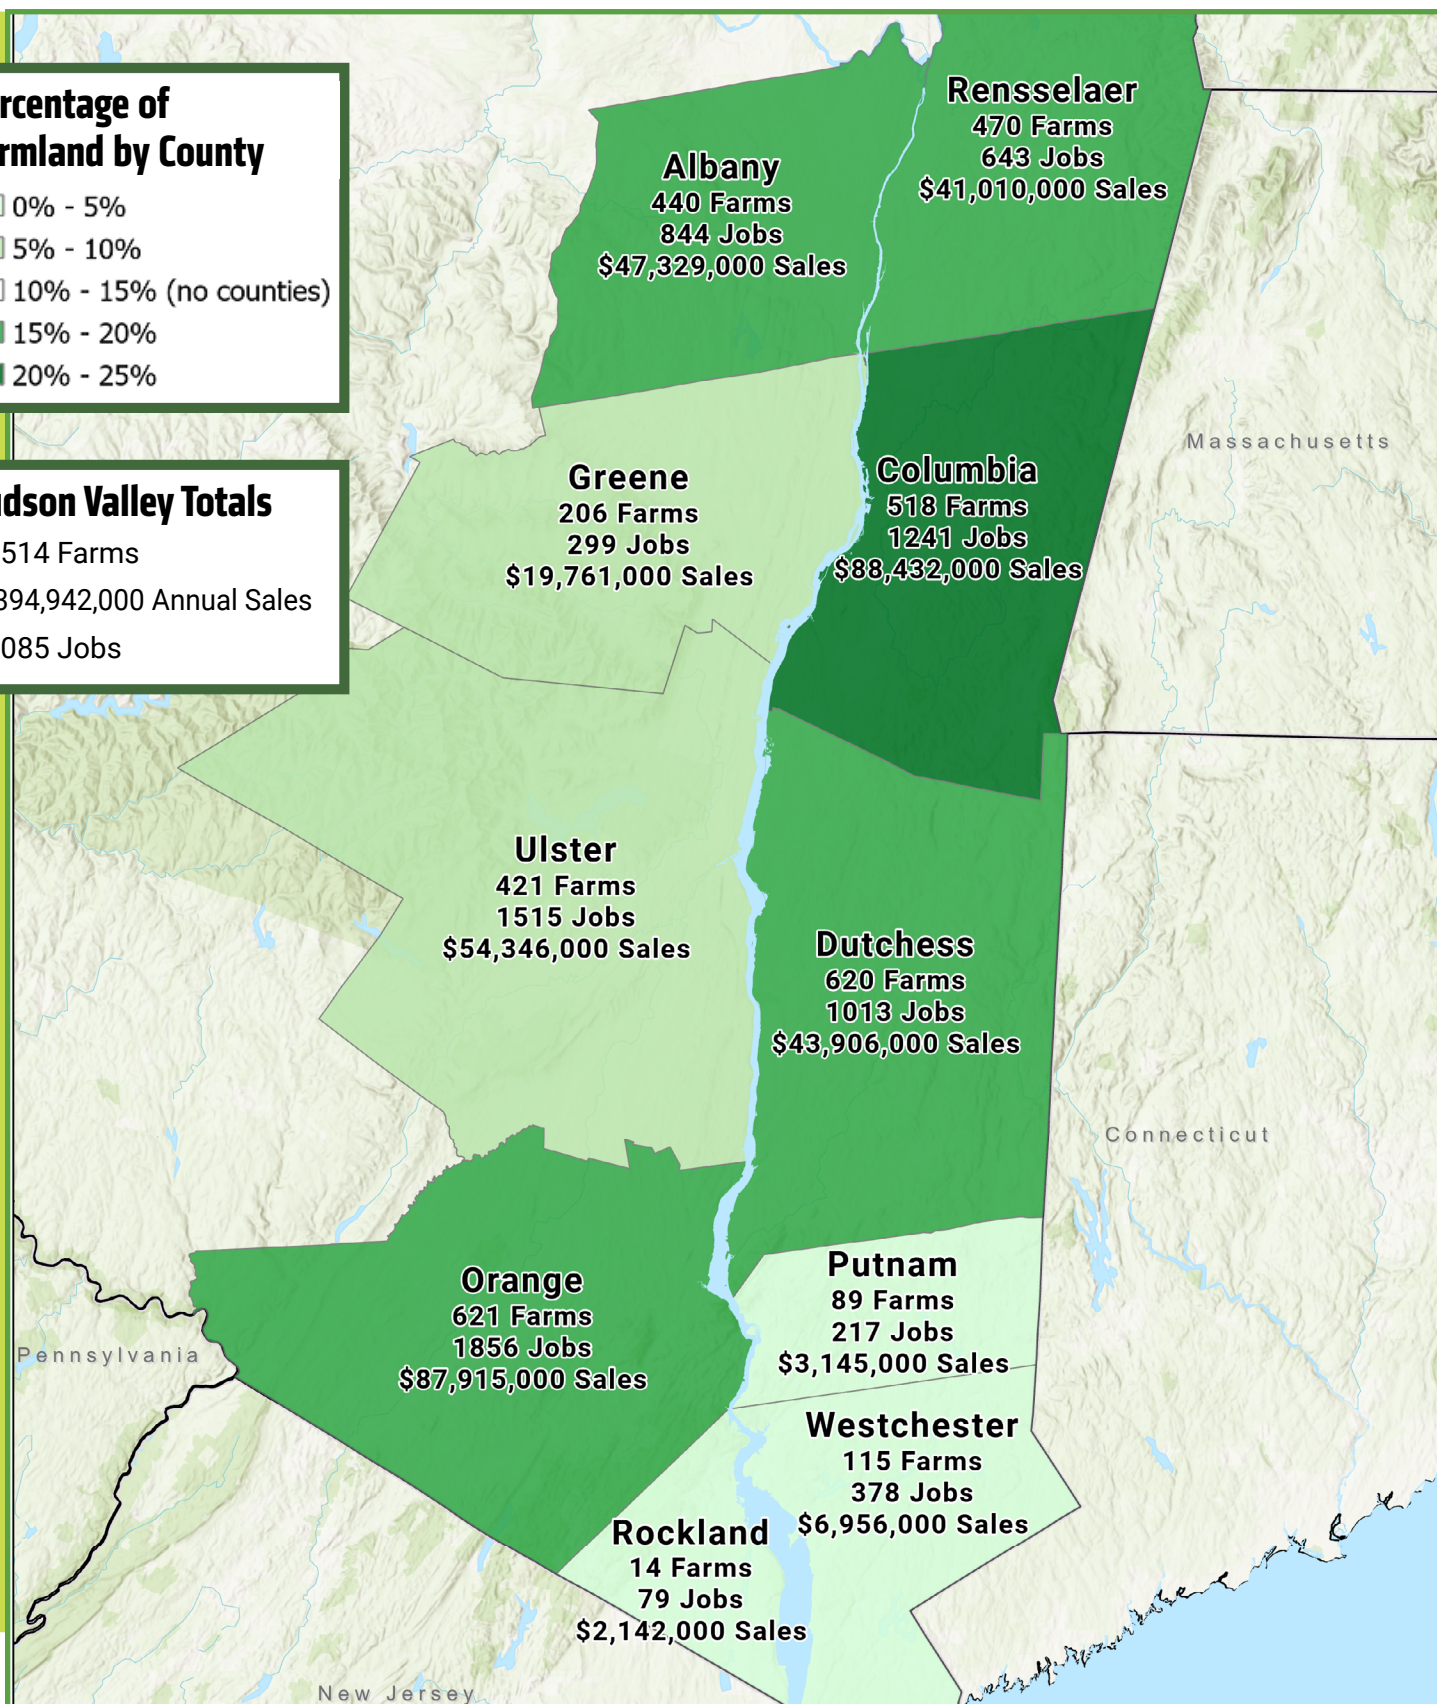 rcentage of
rmland by County
0% - 5%
5% - 10%
10% - 15% (no counties)
15% - 20%
20% - 25%
dson Valley Totals
514 Farms
394,942,000 Annual Sales
085 Jobs
Rensselaer
470 Farms
643 Jobs
$41,010,000 Sales
Albany
440 Farms
844 Jobs
$47,329,000 Sales
Massachusetts
Greene
206 Farms
299 Jobs
$19,761,000 Sales
Columbia
518 Farms
1241 Jobs
$88,432,000 Sales
Ulster
421 Farms
1515 Jobs
$54,346,000 Sales
Dutchess
620 Farms
1013 Jobs
$43,906,000 Sales
Connecticut
Orange
621 Farms
1856 Jobs
$87,915,000 Sales
Pennsylvania
Putnam
89 Farms
217 Jobs
$3,145,000 Sales
Westchester
115 Farms
378 Jobs
$6,956,000 Sales
Rockland
14 Farms
79 Jobs
$2,142,000 Sales
New Jersey